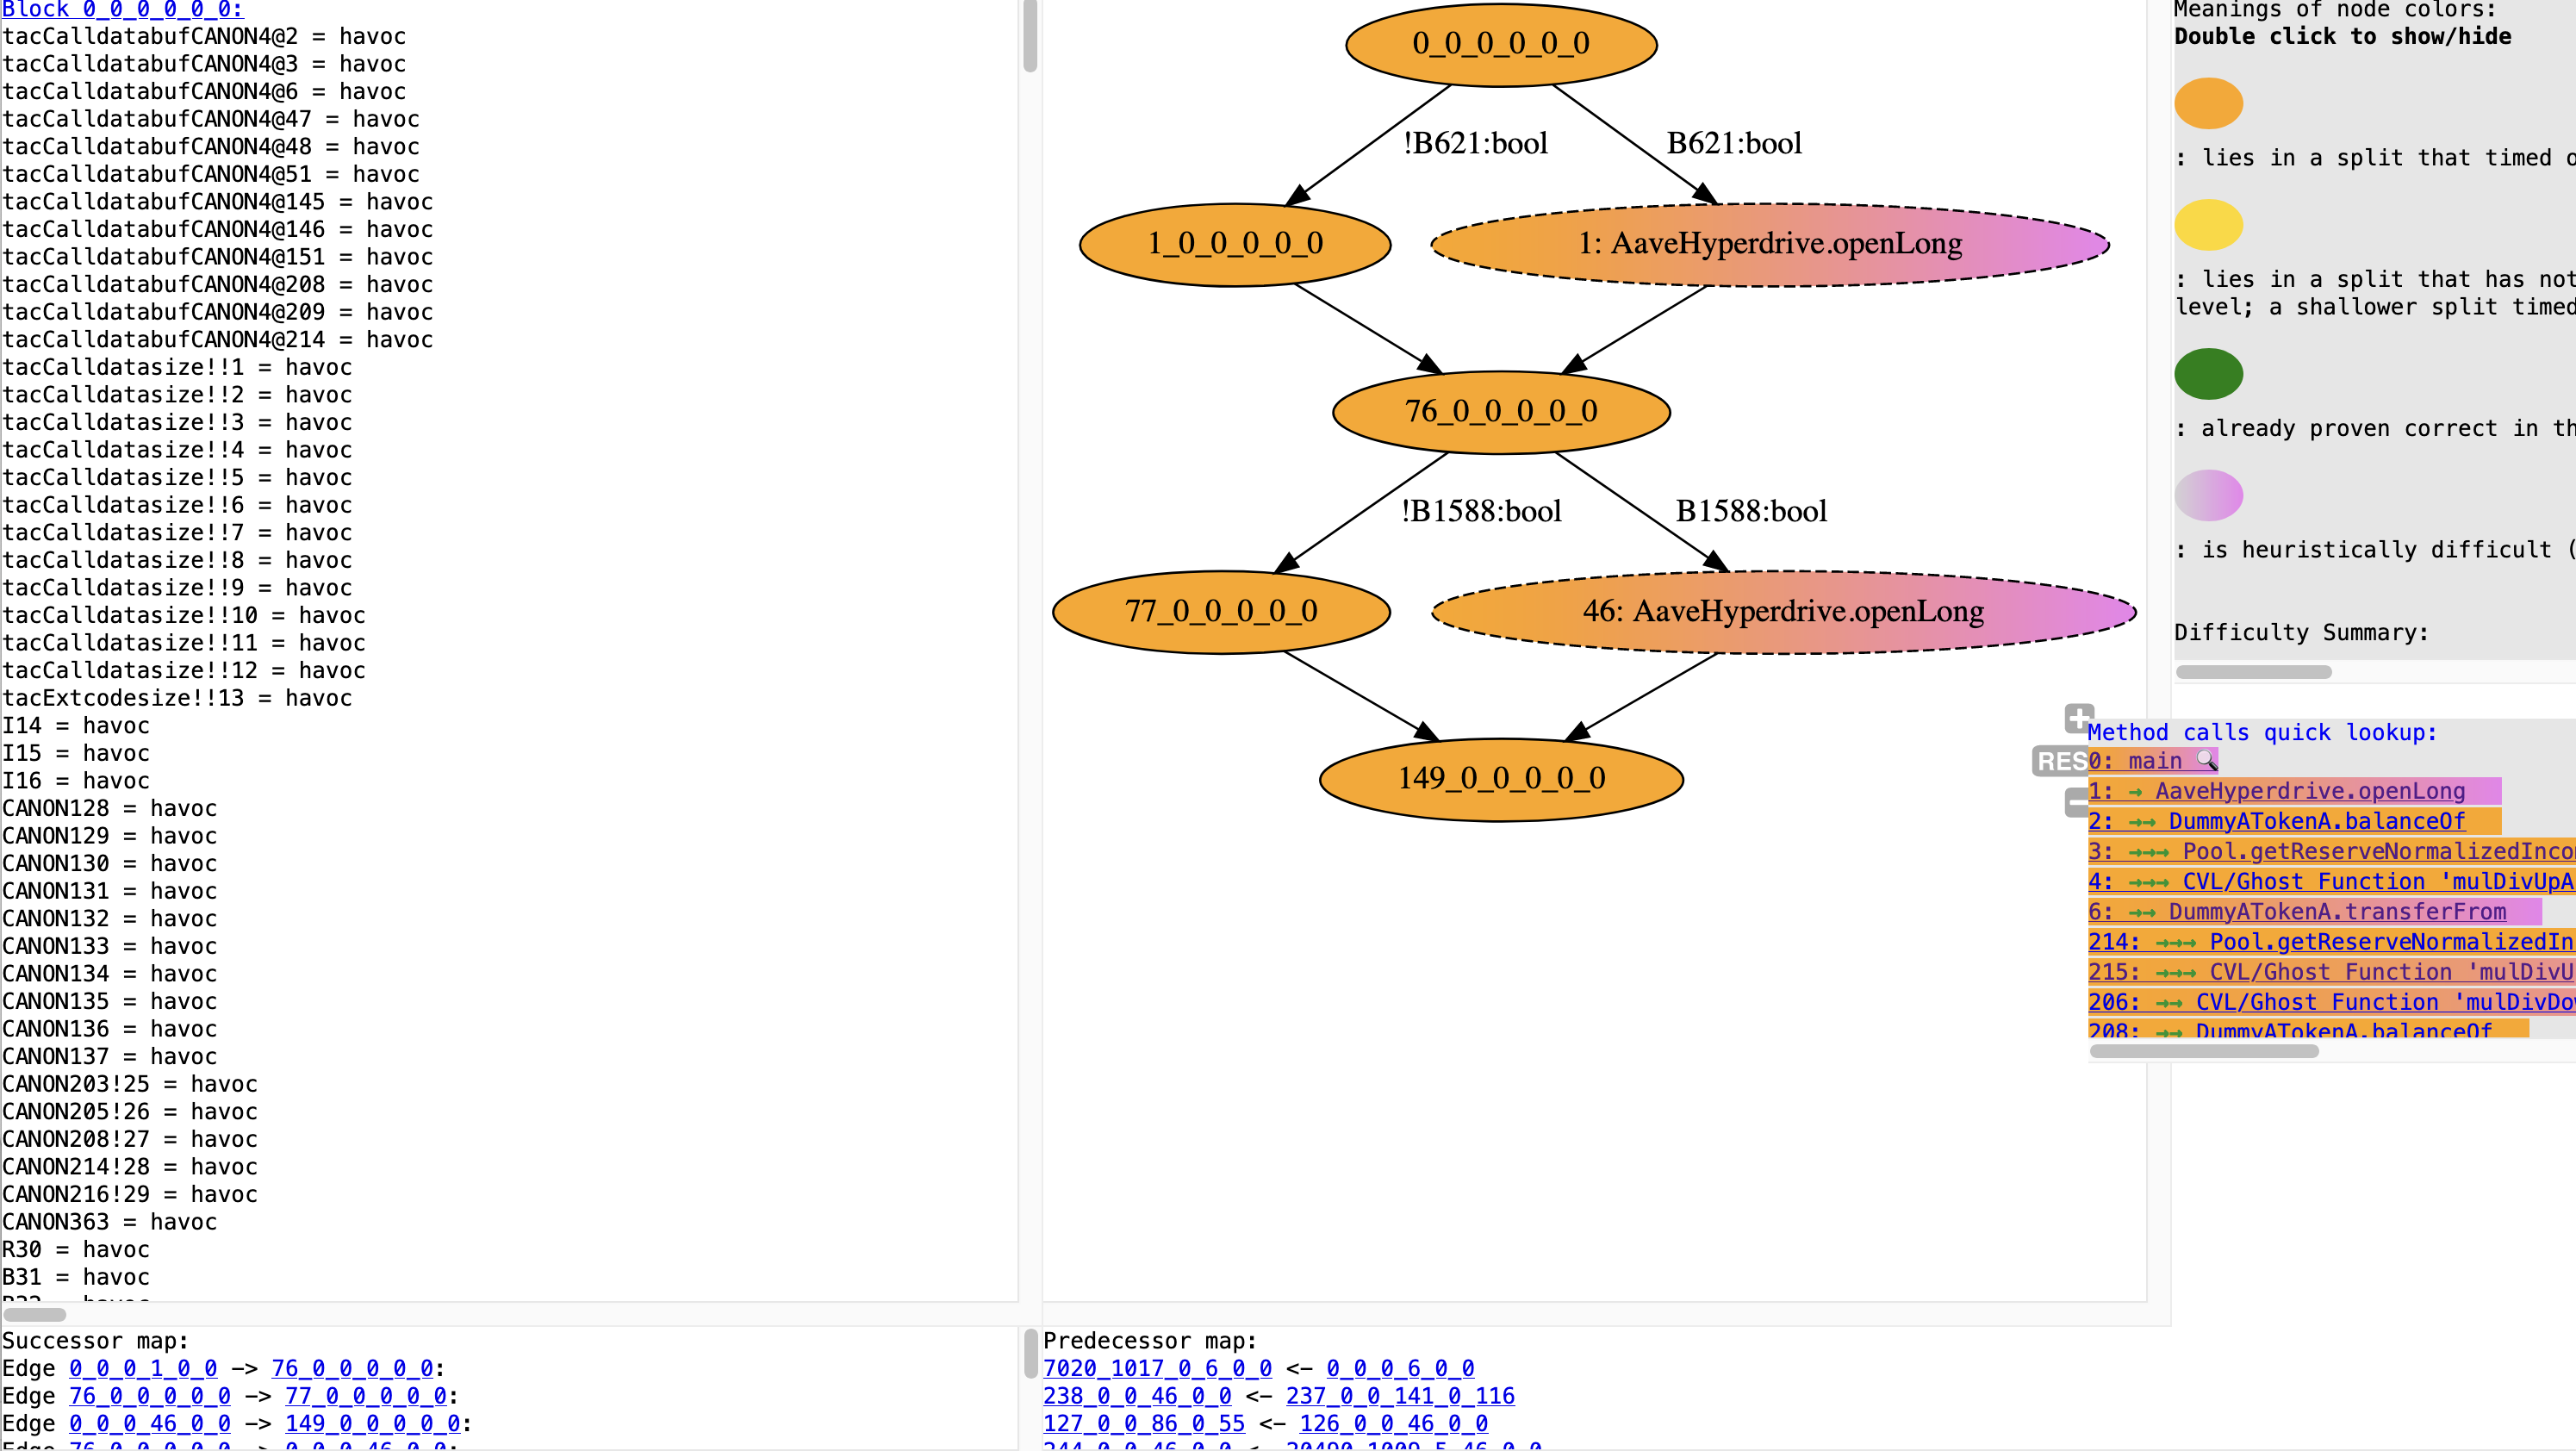 Block 0_0_0_0_0_0:
tacCalldatabufCANON4@2 = havoc
tacCalldatabufCANON4@3 = havoc
tacCalldatabufCANON4@6 = havoc
tacCalldatabufCANON4@47 = havoc
tacCalldatabufCANON4@48 = havoc
tacCalldatabufCANON4@51 = havoc
tacCalldatabufCANON4@145 = havoc
tacCalldatabufCANON4@146 = havoc
tacCalldatabufCANON4@151 = havoc
tacCalldatabufCANON4@208 = havoc
tacCalldatabufCANON4@209 = havoc
tacCalldatabufCANON4@214 = havoc
tacCalldatasize!!1 = havoc
tacCalldatasize!!2 = havoc
tacCalldatasize!!3 = havoc
tacCalldatasize!!4 = havoc
tacCalldatasize!!5 = havoc
tacCalldatasize!!6 = havoc
tacCalldatasize!!7 = havoc
tacCalldatasize!!8 = havoc
tacCalldatasize!!9 = havoc
tacCalldatasize!!10 = havoc
tacCalldatasize!!11 = havoc
tacCalldatasize!!12 = havoc
tacExtcodesize!!13 = havoc
I14 = havoc
I15 = havoc
I16 = havoc
CANON128 = havoc
CANON129 = havoc
CANON130 = havoc
CANON131 = havoc
CANON132 = havoc
CANON133 = havoc
CANON134 = havoc
CANON135 = havoc
CANON136 = havoc
CANON137 = havoc
CANON203!25 = havoc
CANON205!26 = havoc
CANON208!27 = havoc
CANON214!28 = havoc
CANON216!29 = havoc
CANON363 = havoc
R30 = havoc
B31 = havoc
Successor map:
Edge 0_0_0_1_0_0 -> 76_0_0_0_0_0:
Edge 76_0_0_0_0_0 -> 77_0_0_0_0_0:
Edge 0_0_0_46_0_0 -> 149_0_0_0_0_0:
Edge 76_0_0_0_0_0 -> 0_0_0_46_0_0:
0_0_0_0_0_0
!B621:bool
B621:bool
1_0_0_0_0_0
1: AaveHyperdrive.openLong
76_0_0_0_0_0
!B1588:bool
B1588:bool
77_0_0_0_0_0
46: AaveHyperdrive.openLong
149_0_0_0_0_0
+
RES
−
Predecessor map:
7020_1017_0_6_0_0 <- 0_0_0_6_0_0
238_0_0_46_0_0 <- 237_0_0_141_0_116
127_0_0_86_0_55 <- 126_0_0_46_0_0
Meanings of node colors:
Double click to show/hide
: lies in a split that timed o
: lies in a split that has not
level; a shallower split timed
: already proven correct in th
: is heuristically difficult (
Difficulty Summary:
Method calls quick lookup:
0: main
1: → AaveHyperdrive.openLong
2: →→ DummyATokenA.balanceOf
3: →→→ Pool.getReserveNormalizedInco
4: →→→ CVL/Ghost Function 'mulDivUpA
6: →→ DummyATokenA.transferFrom
214: →→→ Pool.getReserveNormalizedIn
215: →→→ CVL/Ghost Function 'mulDivU
206: →→ CVL/Ghost Function 'mulDivDo
208: →→ DummyATokenA.balanceOf